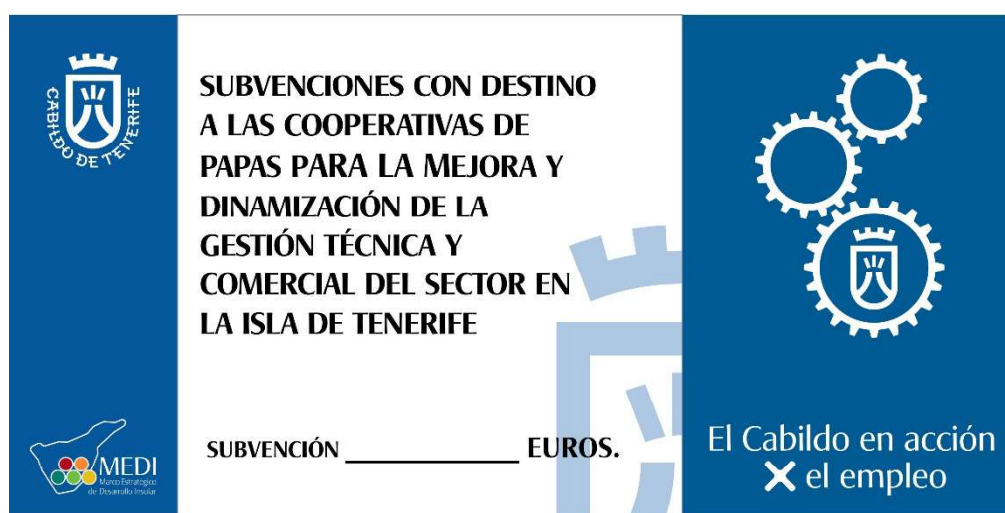 CABILDO DE TENERIFE
SUBVENCIONES CON DESTINO
A LAS COOPERATIVAS DE
PAPAS PARA LA MEJORA Y
DINAMIZACIÓN DE LA
GESTIÓN TÉCNICA Y
COMERCIAL DEL SECTOR EN
LA ISLA DE TENERIFE
SUBVENCIÓN ______________ EUROS.
MEDI
Marco Estratégico
de Desarrollo Insular
El Cabildo en acción
X el empleo